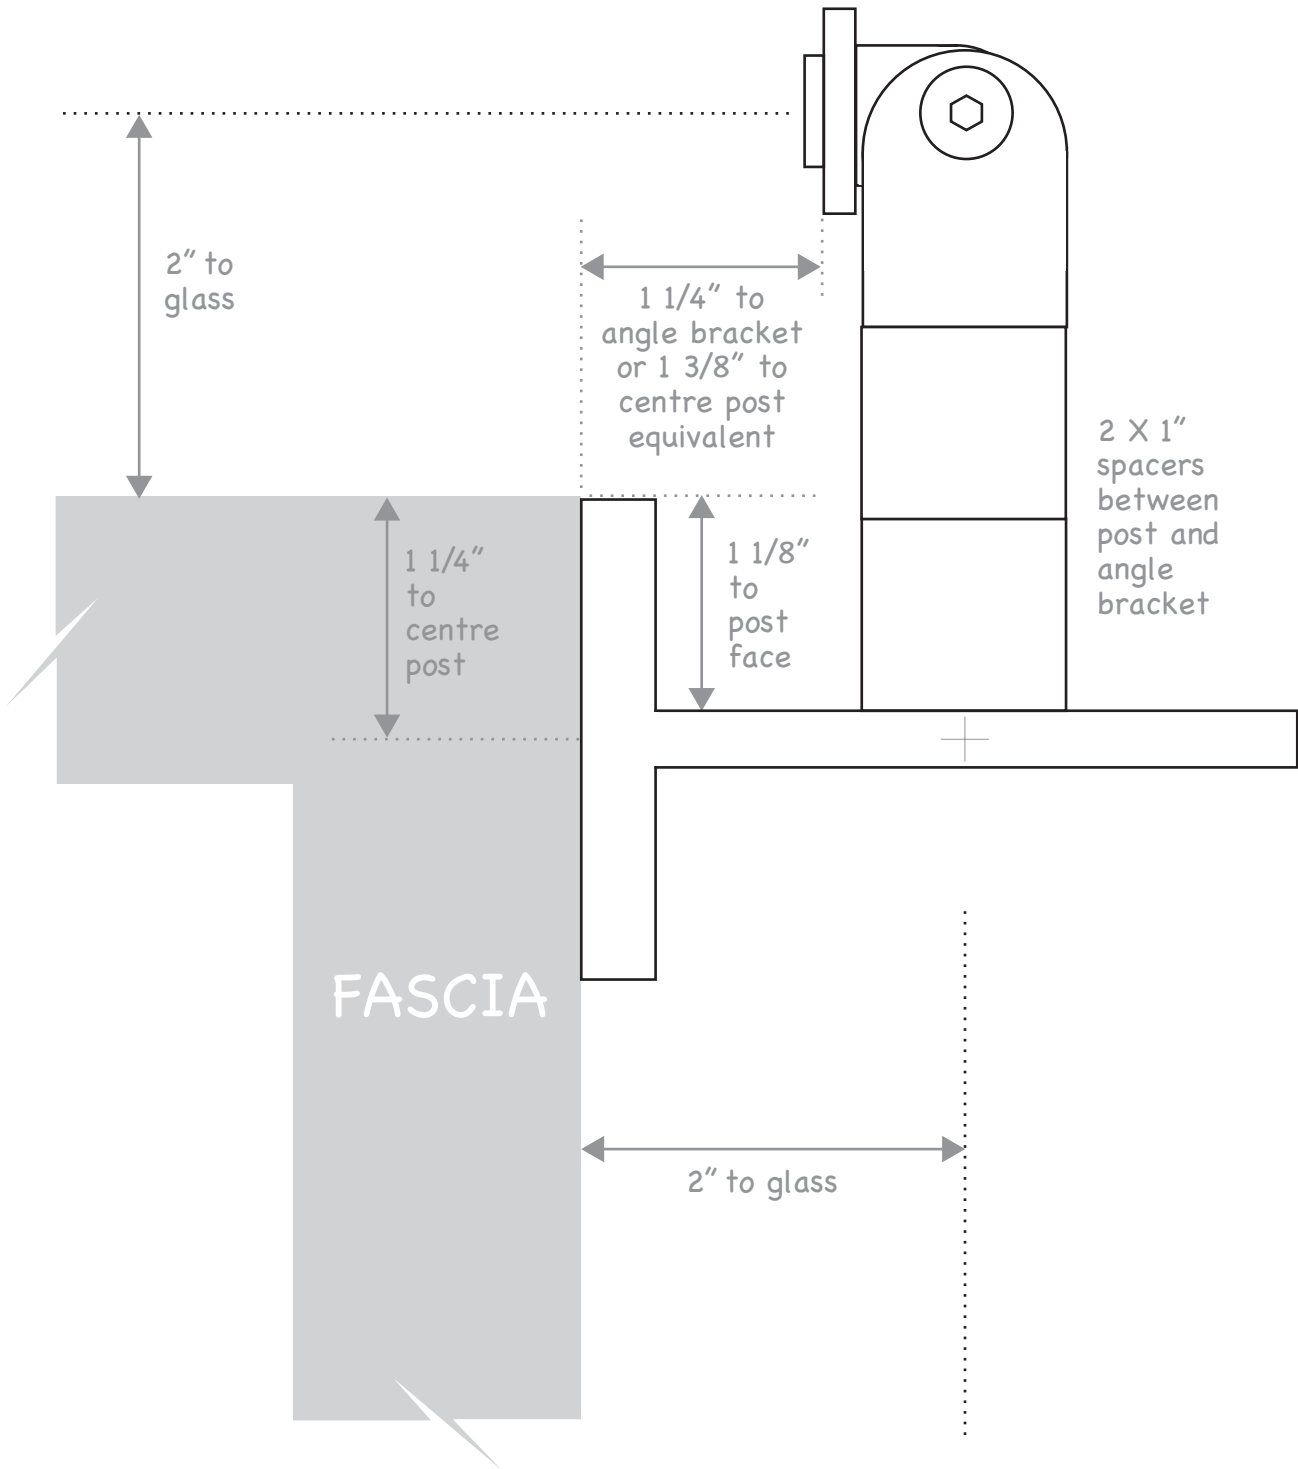 2” to
glass
1 1/4” to
angle bracket
or 1 3/8” to
centre post
equivalent
2 X 1”
spacers
between
post and
angle
bracket
1 1/4”
to
centre
post
1 1/8”
to
post
face
FASCIA
2” to glass